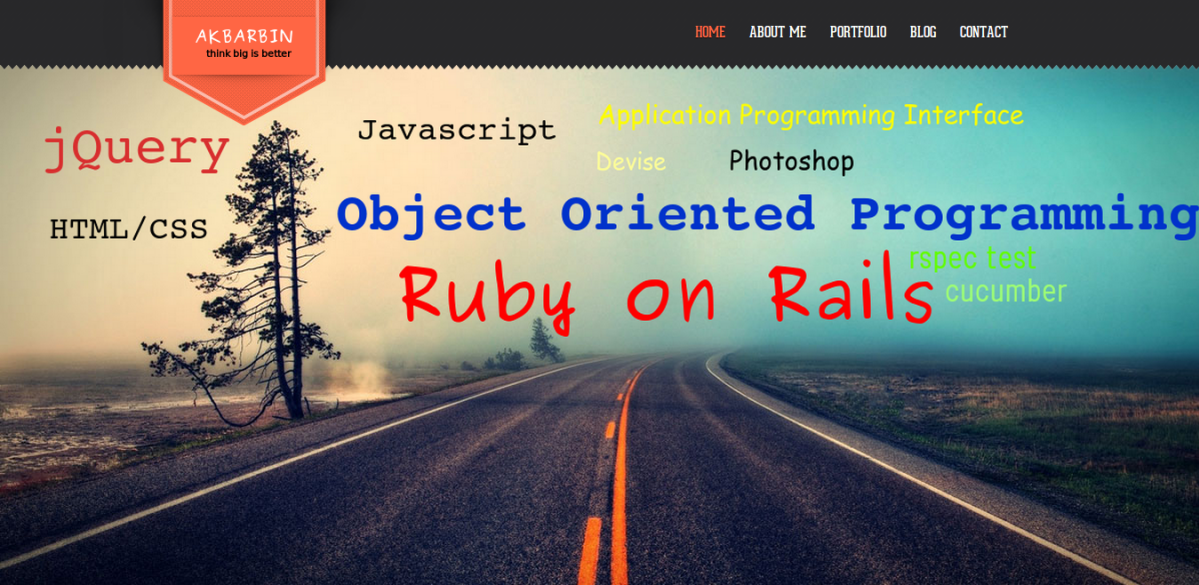 AKBARBIN
think big is better
HOME ABOUT ME PORTFOLIO BLOG CONTACT
jQuery
Javascript
Application Programming Interface
Devise
Photoshop
HTML/CSS
Object Oriented Programming
Ruby on Rails
rspec test
cucumber